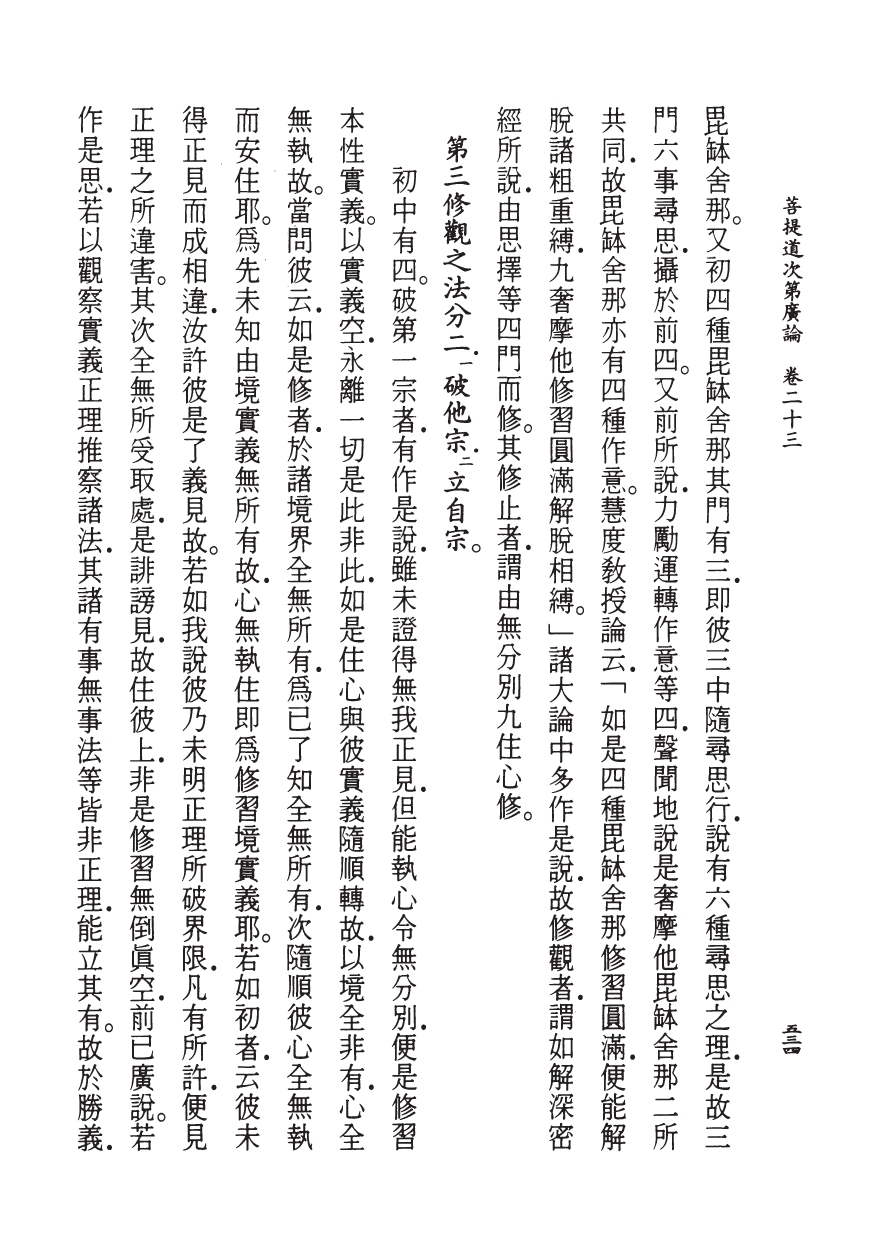 菩提道次第廣論　卷二十三
五三四
毘鉢舍那。又初四種毘鉢舍那其門有三．即彼三中隨尋思行．說有六種尋思之理．是故三
門六事尋思．攝於前四。又前所說．力勵運轉作意等四．聲聞地說是奢摩他毘鉢舍那二所
共同．故毘鉢舍那亦有四種作意。慧度教授論云．「如是四種毘鉢舍那修習圓滿．便能解
脫諸粗重縛．九奢摩他修習圓滿解脫相縛。」諸大論中多作是說．故修觀者．謂如解深密
經所說．由思擇等四門而修。其修止者．謂由無分別九住心修。
第三修觀之法分二．一破他宗．二立自宗。
初中有四。破第一宗者．有作是說．雖未證得無我正見．但能執心令無分別．便是修習
本性實義。以實義空．永離一切是此非此．如是住心與彼實義隨順轉故．以境全非有．心全
無執故。當問彼云．如是修者．於諸境界全無所有．爲已了知全無所有．次隨順彼心全無執
而安住耶。爲先未知由境實義無所有故．心無執住即爲修習境實義耶。若如初者．云彼未
得正見而成相違．汝許彼是了義見故。若如我說彼乃未明正理所破界限．凡有所許．便見
正理之所違害。其次全無所受取處．是誹謗見．故住彼上．非是修習無倒眞空．前已廣說。若
作是思．若以觀察實義正理推察諸法．其諸有事無事法等皆非正理．能立其有。故於勝義．